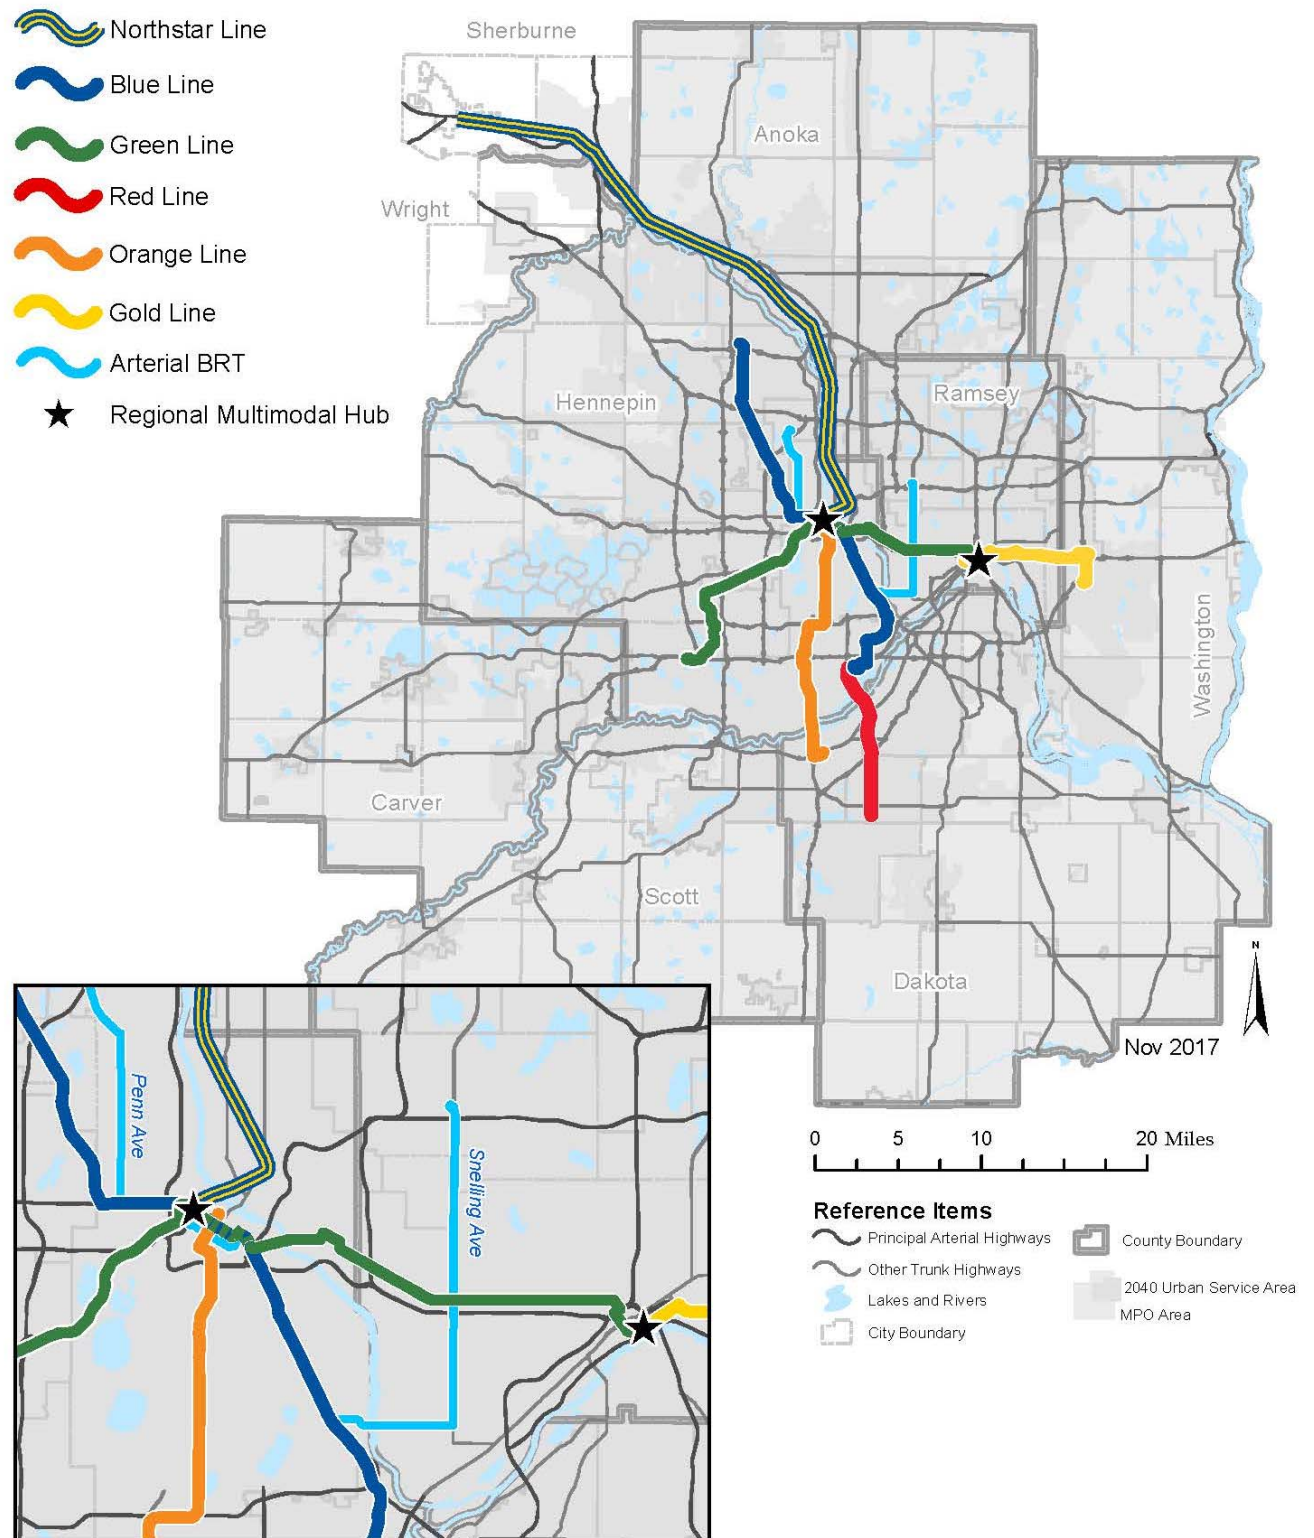 Northstar Line
Blue Line
Green Line
Red Line
Orange Line
Gold Line
Arterial BRT
Regional Multimodal Hub
Sherburne
Anoka
Wright
Hennepin
Ramsey
Washington
Carver
Scott
Dakota
N
Nov 2017
0 5 10 20 Miles
Reference Items
Principal Arterial Highways
Other Trunk Highways
Lakes and Rivers
City Boundary
County Boundary
2040 Urban Service Area
MPO Area
Penn Ave
Snelling Ave